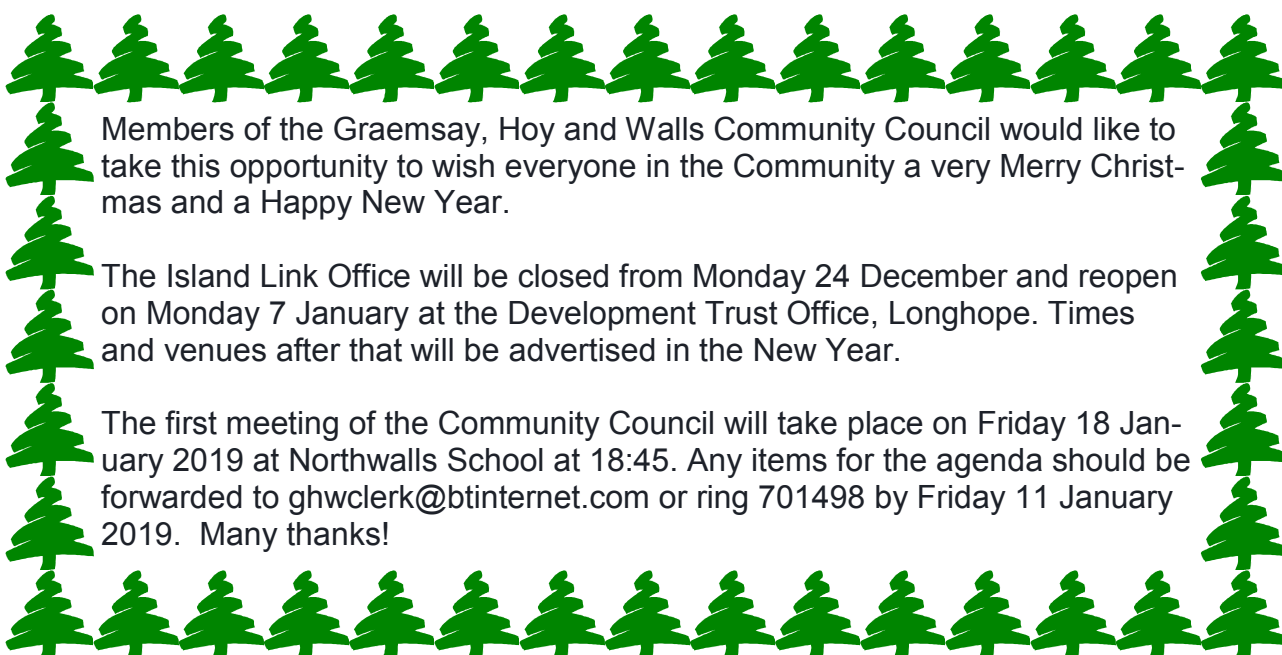 Members of the Graemsay, Hoy and Walls Community Council would like to
take this opportunity to wish everyone in the Community a very Merry Christ-
mas and a Happy New Year.
The Island Link Office will be closed from Monday 24 December and reopen
on Monday 7 January at the Development Trust Office, Longhope. Times
and venues after that will be advertised in the New Year.
The first meeting of the Community Council will take place on Friday 18 Jan-
uary 2019 at Northwalls School at 18:45. Any items for the agenda should be
forwarded to ghwclerk@btinternet.com or ring 701498 by Friday 11 January
2019.  Many thanks!